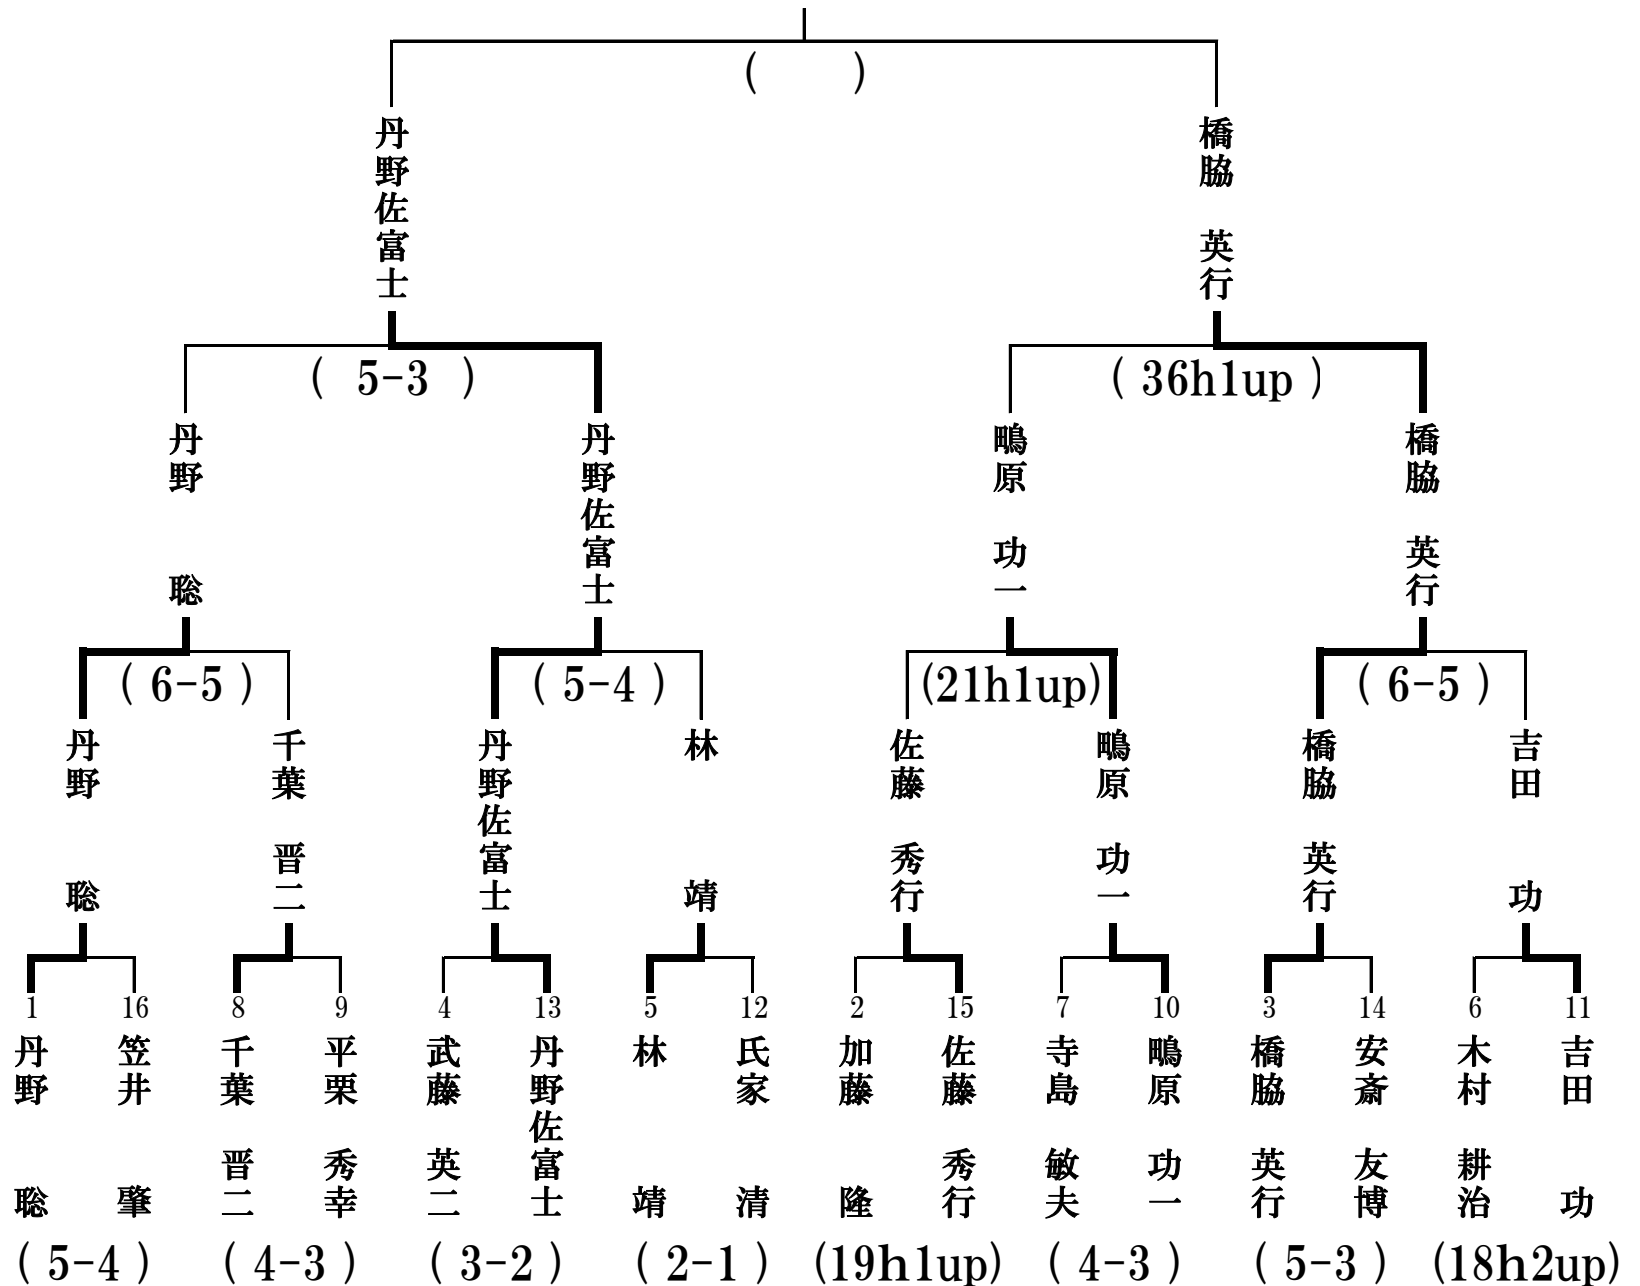 (　　)
丹野佐富士
橋脇　英行
( 5-3 )
( 36h1up )
丹野　　聡
丹野佐富士
鴫原　功一
橋脇　英行
( 6-5 )
( 5-4 )
(21h1up)
( 6-5 )
丹野　　聡
千葉　晋二
丹野佐富士
林　　　靖
佐藤　秀行
鴫原　功一
橋脇　英行
吉田　　功
1
16
8
9
4
13
5
12
2
15
7
10
3
14
6
11
丹野　　聡
笠井　　肇
千葉　晋二
平栗　秀幸
武藤　英二
丹野佐富士
林　　　靖
氏家　　清
加藤　　隆
佐藤　秀行
寺島　敏夫
鴫原　功一
橋脇　英行
安斎　友博
木村　耕治
吉田　　功
( 5-4 )
( 4-3 )
( 3-2 )
( 2-1 )
(19h1up)
( 4-3 )
( 5-3 )
(18h2up)